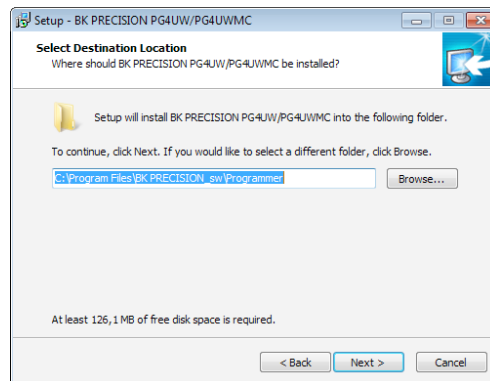 Setup - BK PRECISION PG4UW/PG4UWMC
Select Destination Location
Where should BK PRECISION PG4UW/PG4UWMC be installed?
Setup will install BK PRECISION PG4UW/PG4UWMC into the following folder.
To continue, click Next. If you would like to select a different folder, click Browse.
C:\Program Files\BK PRECISION_sw\Programmer Browse...
At least 126,1 MB of free disk space is required.
< Back Next > Cancel